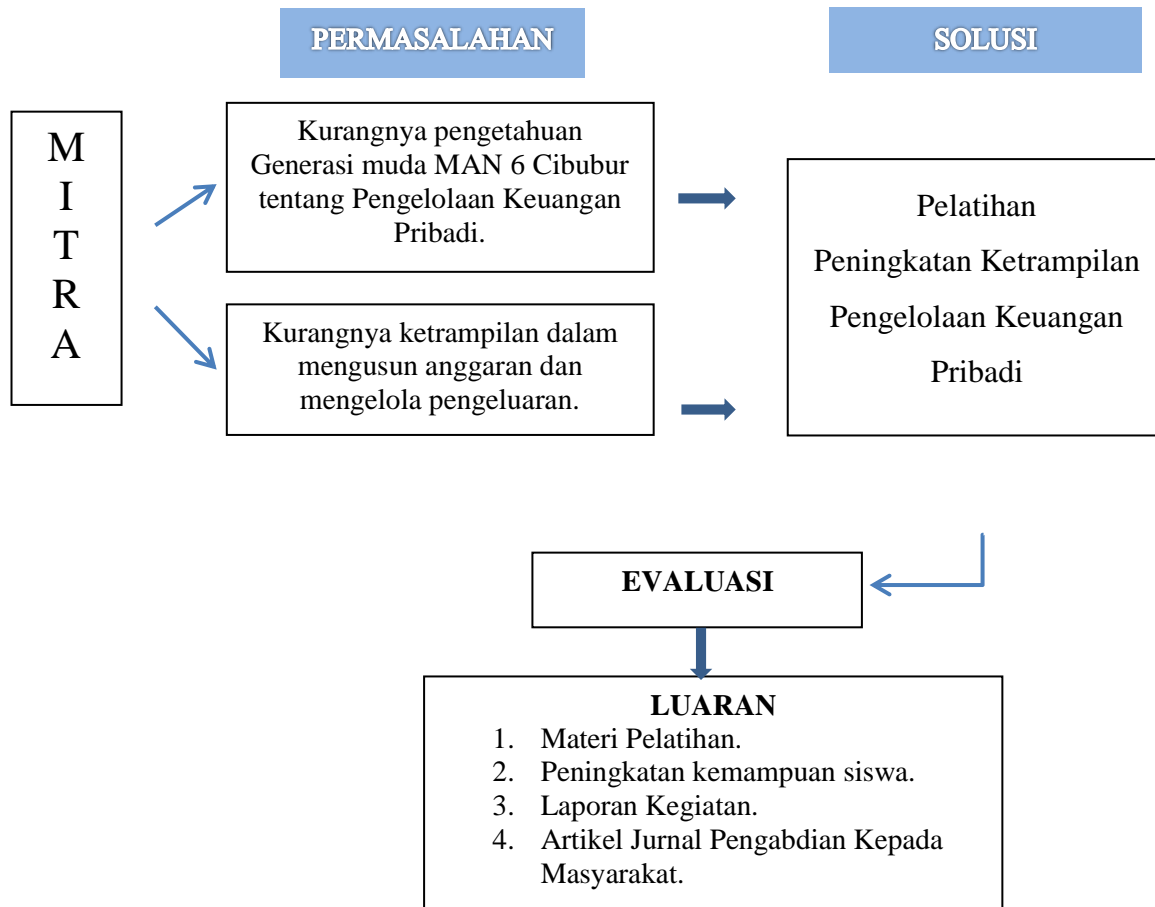 PERMASALAHAN
SOLUSI
M
I
T
R
A
Kurangnya pengetahuan
Generasi muda MAN 6 Cibubur
tentang Pengelolaan Keuangan
Pribadi.
Kurangnya ketrampilan dalam
mengusun anggaran dan
mengelola pengeluaran.
Pelatihan
Peningkatan Ketrampilan
Pengelolaan Keuangan
Pribadi
EVALUASI
LUARAN
1. Materi Pelatihan.
2. Peningkatan kemampuan siswa.
3. Laporan Kegiatan.
4. Artikel Jurnal Pengabdian Kepada
Masyarakat.